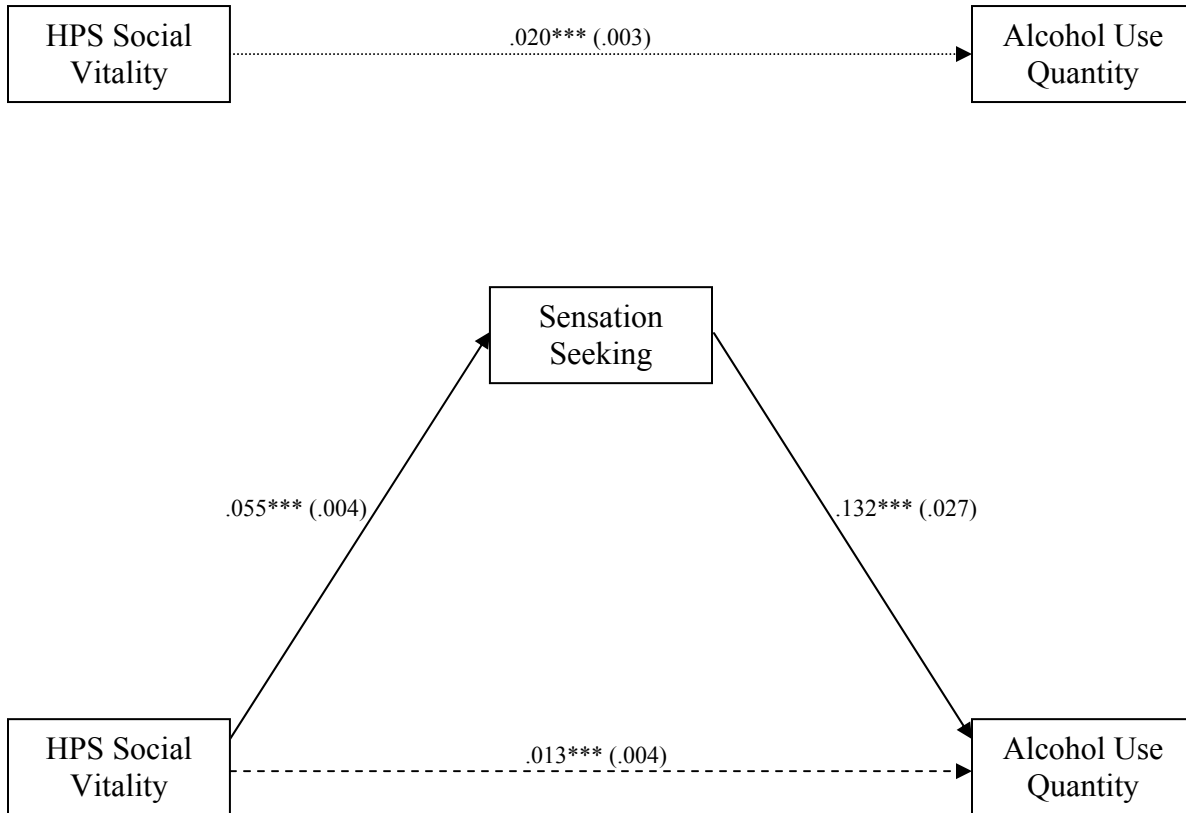 HPS Social
Vitality
.020*** (.003)
Alcohol Use
Quantity
Sensation
Seeking
.055*** (.004)
.132*** (.027)
HPS Social
Vitality
.013*** (.004)
Alcohol Use
Quantity